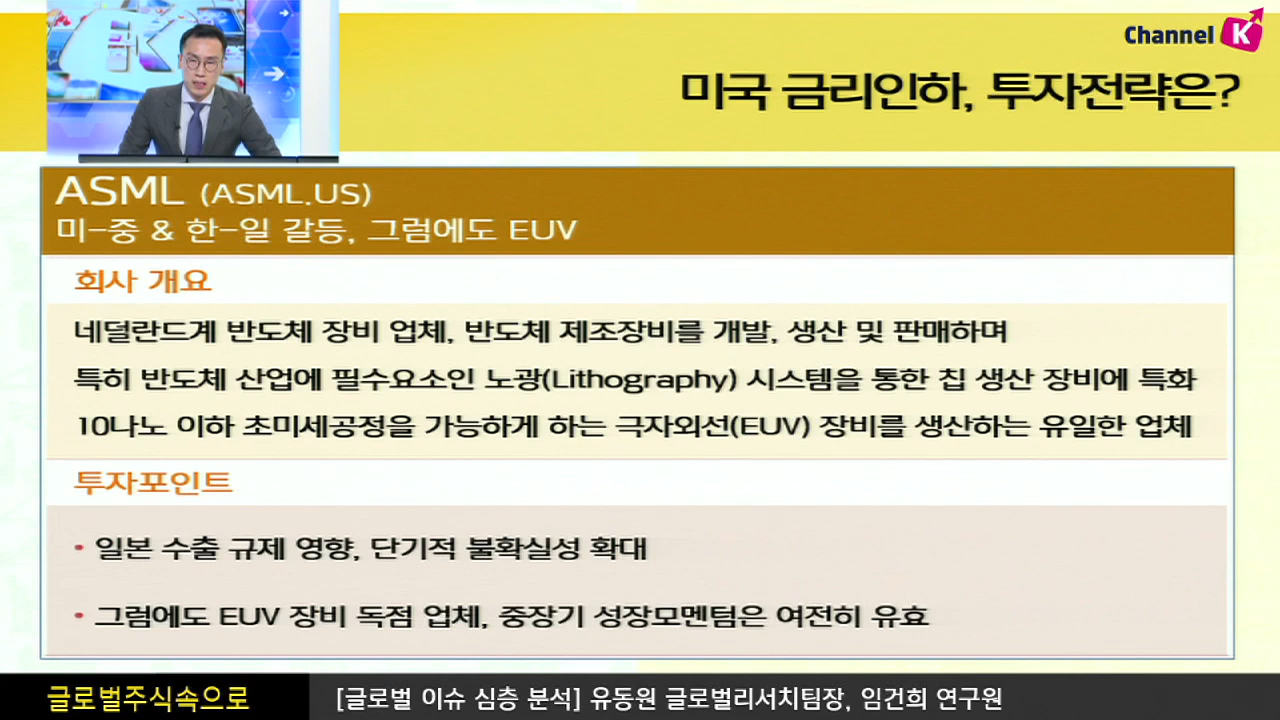 Channel K
미국 금리인하, 투자전략은?
ASML (ASML.US)
미-중 & 한-일 갈등, 그럼에도 EUV
회사 개요
네덜란드계 반도체 장비 업체, 반도체 제조장비를 개발, 생산 및 판매하며
특히 반도체 산업에 필수요소인 노광(Lithography) 시스템을 통한 칩 생산 장비에 특화
10나노 이하 초미세공정을 가능하게 하는 극자외선(EUV) 장비를 생산하는 유일한 업체
투자포인트
• 일본 수출 규제 영향, 단기적 불확실성 확대
• 그럼에도 EUV 장비 독점 업체, 중장기 성장모멘텀은 여전히 유효
글로벌주식속으로
[글로벌 이슈 심층 분석] 유동원 글로벌리서치팀장, 임건희 연구원